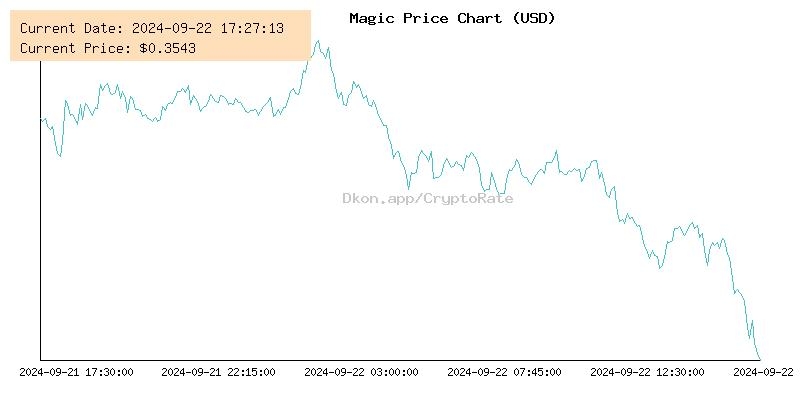 Magic Price Chart (USD)
Current Date: 2024-09-22 17:27:13
Current Price: $0.3543
Dkon.app/CryptoRate
2024-09-21 17:30:00
2024-09-21 22:15:00
2024-09-22 03:00:00
2024-09-22 07:45:00
2024-09-22 12:30:00
2024-09-22